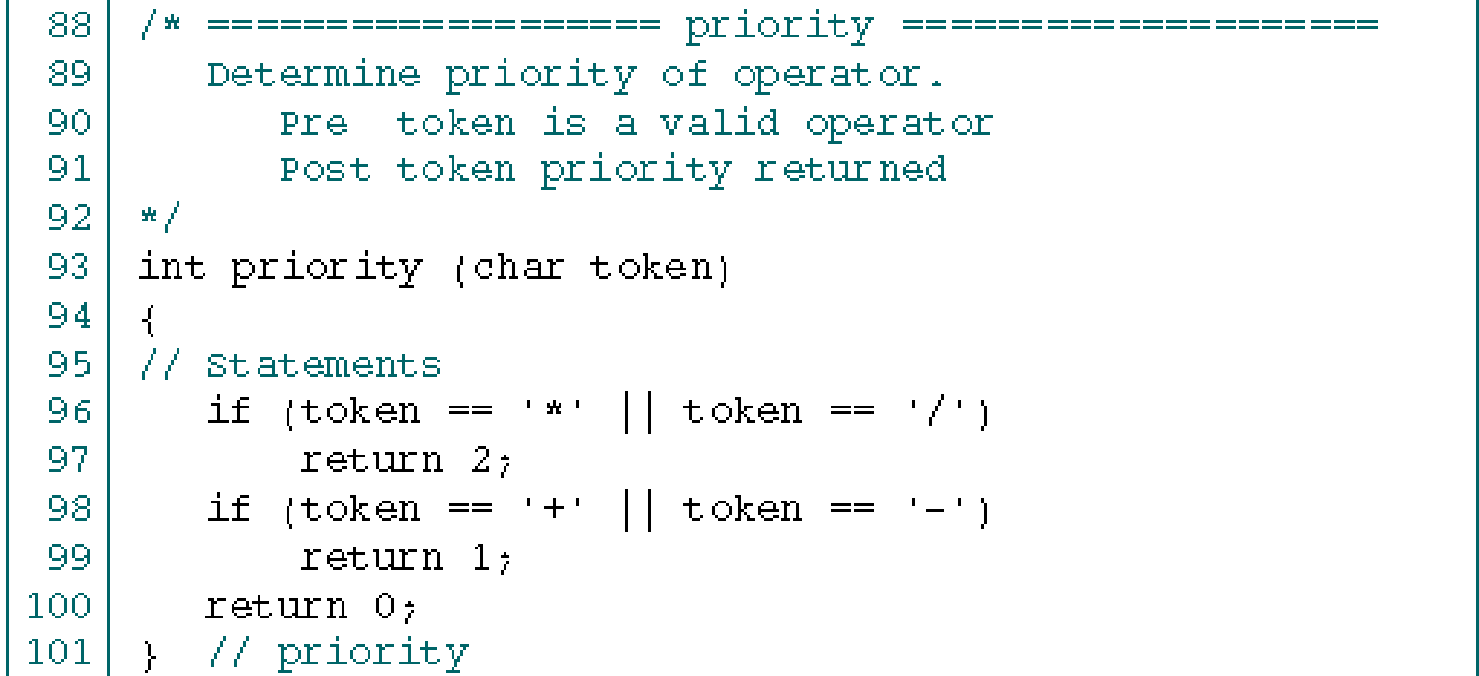 88 /* =================== priority ====================
89 Determine priority of operator.
90 Pre  token is a valid operator
91 Post token priority returned
92 */
93 int priority (char token)
94 {
95 // Statements
96 if (token == '*' || token == '/')
97 return 2;
98 if (token == '+' || token == '-')
99 return 1;
100 return 0;
101 }  // priority